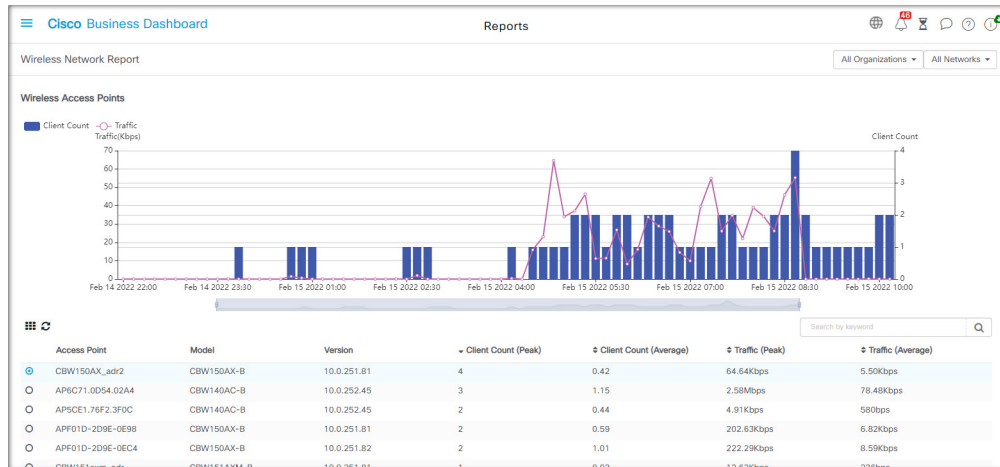 Cisco Business Dashboard
Reports
46
Wireless Network Report
All Organizations
All Networks
Wireless Access Points
Client Count
Traffic
Traffic(Kbps)
Client Count
70
60
50
40
30
20
10
0
4
3
2
1
0
Feb 14 2022 22:00
Feb 14 2022 23:30
Feb 15 2022 01:00
Feb 15 2022 02:30
Feb 15 2022 04:00
Feb 15 2022 05:30
Feb 15 2022 07:00
Feb 15 2022 08:30
Feb 15 2022 10:00
Search by keyword
Access Point Model Version Client Count (Peak) Client Count (Average) Traffic (Peak) Traffic (Average)
CBW150AX_adr2 CBW150AX-B 10.0.251.81 4 0.42 64.64Kbps 5.50Kbps
AP6C71.0D54.02A4 CBW140AC-B 10.0.252.45 3 1.15 2.58Mbps 78.48Kbps
AP5CE1.76F2.3F0C CBW140AC-B 10.0.252.45 2 0.44 4.91Kbps 580bps
APF01D-2D9E-0E98 CBW150AX-B 10.0.251.81 2 0.59 202.63Kbps 6.82Kbps
APF01D-2D9E-0EC4 CBW150AX-B 10.0.251.82 2 1.01 222.29Kbps 8.59Kbps